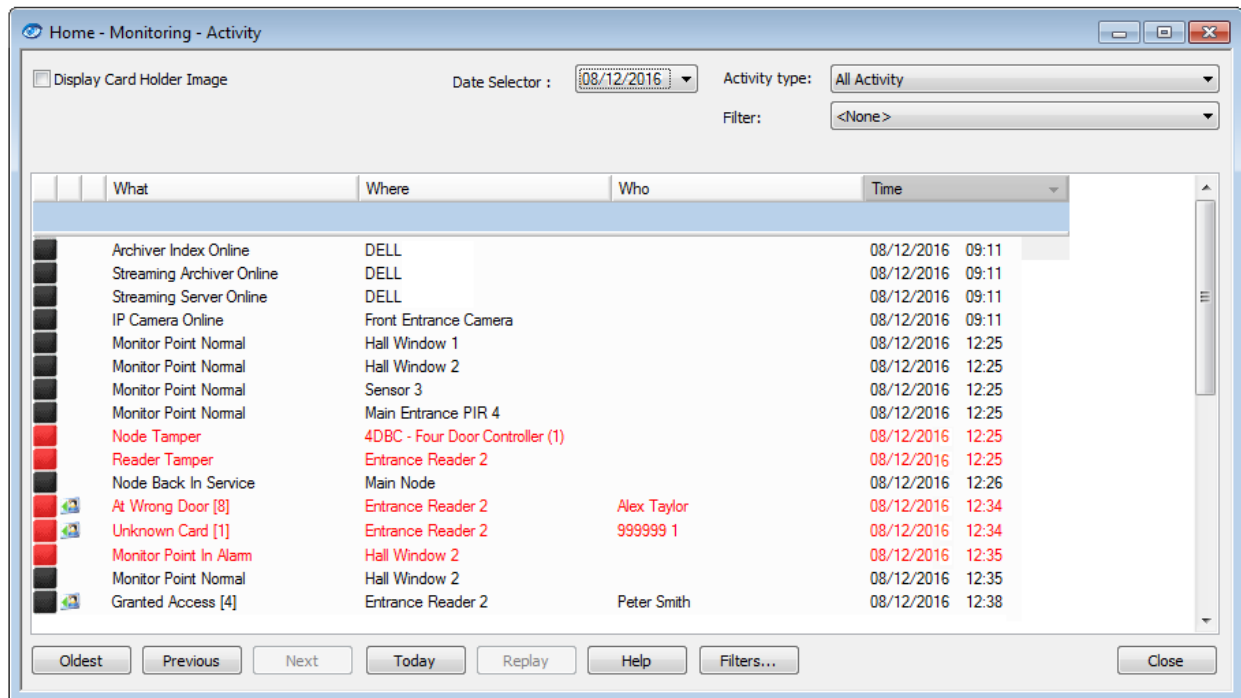 Home - Monitoring - Activity
Display Card Holder Image Date Selector : 08/12/2016 Activity type: All Activity
Filter: <None>
What Where Who Time
Archiver Index Online DELL 08/12/2016 09:11
Streaming Archiver Online DELL 08/12/2016 09:11
Streaming Server Online DELL 08/12/2016 09:11
IP Camera Online Front Entrance Camera 08/12/2016 09:11
Monitor Point Normal Hall Window 1 08/12/2016 12:25
Monitor Point Normal Hall Window 2 08/12/2016 12:25
Monitor Point Normal Sensor 3 08/12/2016 12:25
Monitor Point Normal Main Entrance PIR 4 08/12/2016 12:25
Node Tamper 4DBC - Four Door Controller (1) 08/12/2016 12:25
Reader Tamper Entrance Reader 2 08/12/2016 12:25
Node Back In Service Main Node 08/12/2016 12:26
At Wrong Door [8] Entrance Reader 2 Alex Taylor 08/12/2016 12:34
Unknown Card [1] Entrance Reader 2 999999 1 08/12/2016 12:34
Monitor Point In Alarm Hall Window 2 08/12/2016 12:35
Monitor Point Normal Hall Window 2 08/12/2016 12:35
Granted Access [4] Entrance Reader 2 Peter Smith 08/12/2016 12:38
Oldest Previous Next Today Replay Help Filters... Close